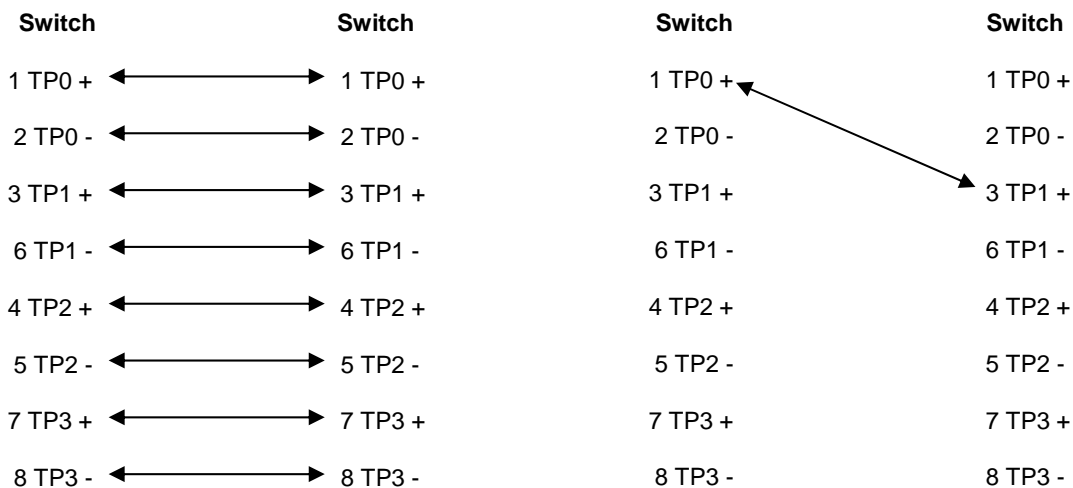 Switch Switch Switch Switch
1 TP0 + 1 TP0 + 1 TP0 + 1 TP0 +
2 TP0 - 2 TP0 - 2 TP0 - 2 TP0 -
3 TP1 + 3 TP1 + 3 TP1 + 3 TP1 +
6 TP1 - 6 TP1 - 6 TP1 - 6 TP1 -
4 TP2 + 4 TP2 + 4 TP2 + 4 TP2 +
5 TP2 - 5 TP2 - 5 TP2 - 5 TP2 -
7 TP3 + 7 TP3 + 7 TP3 + 7 TP3 +
8 TP3 - 8 TP3 - 8 TP3 - 8 TP3 -